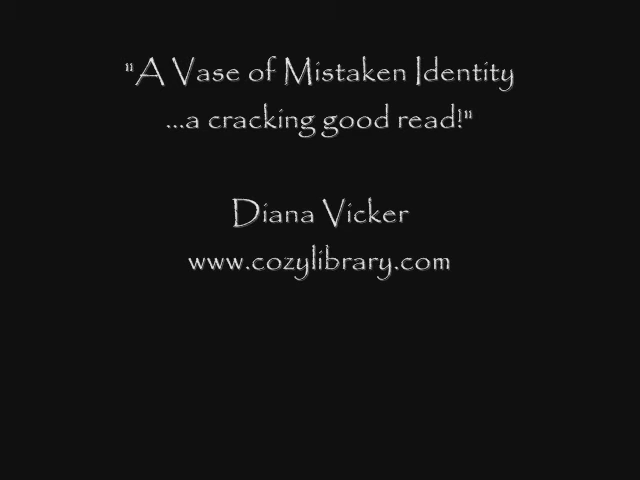 "A Vase of Mistaken Identity
...a cracking good read!"
Diana Vicker
www.cozylibrary.com